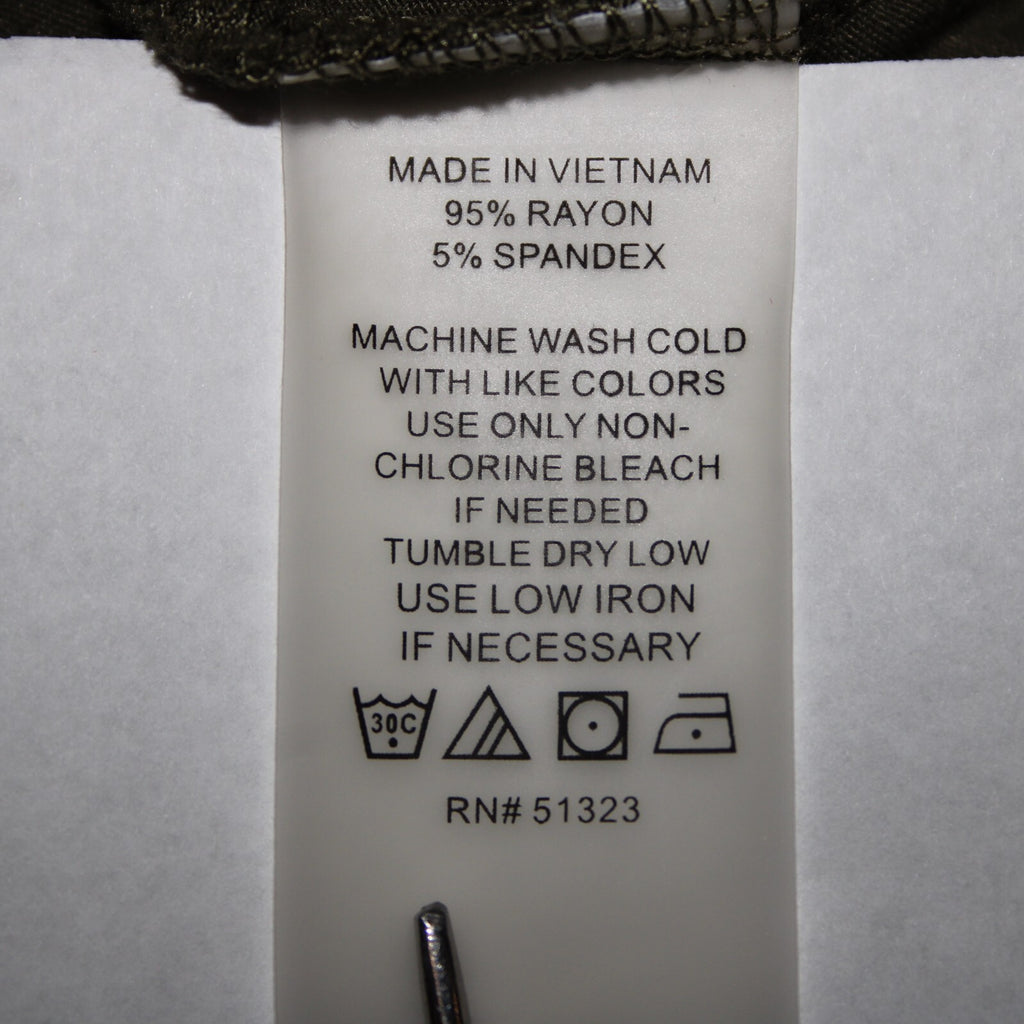 MADE IN VIETNAM
95% RAYON
5% SPANDEX
MACHINE WASH COLD
WITH LIKE COLORS
USE ONLY NON-
CHLORINE BLEACH
IF NEEDED
TUMBLE DRY LOW
USE LOW IRON
IF NECESSARY
30C
RN# 51323